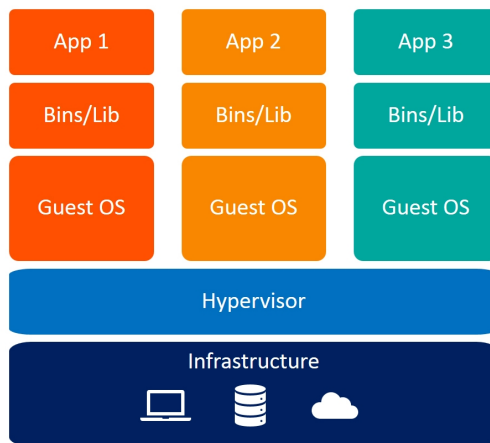 App 1
App 2
App 3
Bins/Lib
Bins/Lib
Bins/Lib
Guest OS
Guest OS
Guest OS
Hypervisor
Infrastructure